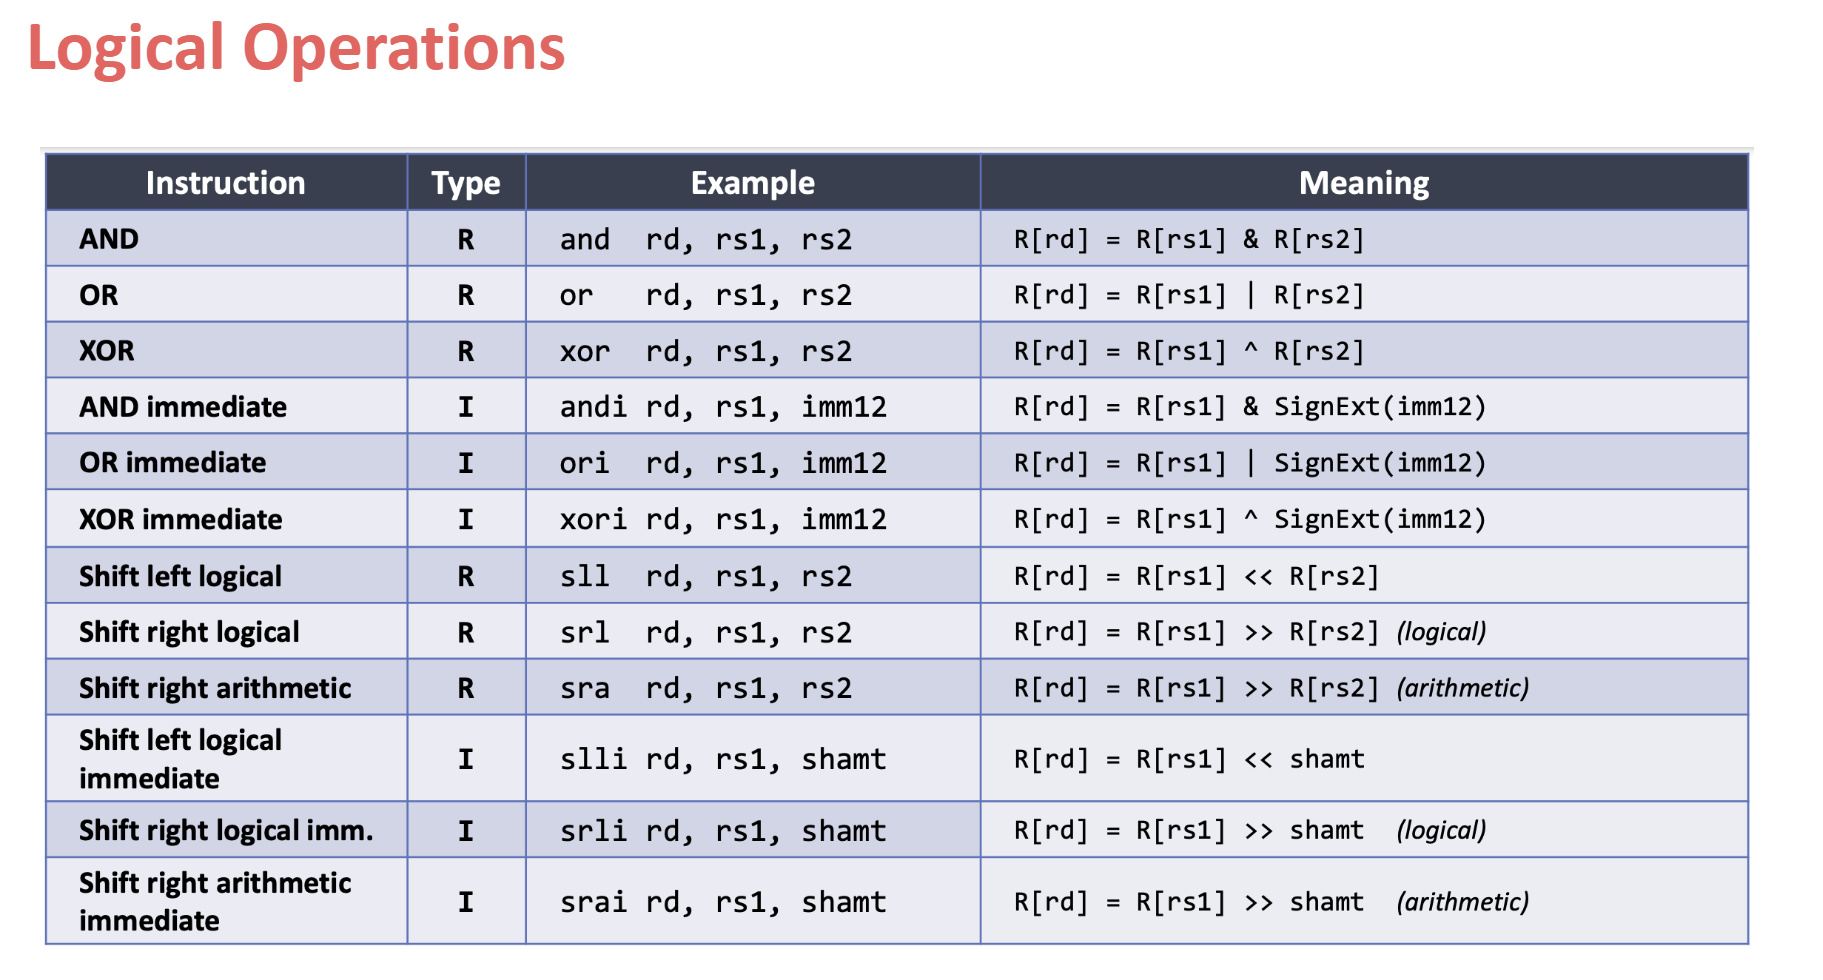 Logical Operations
Instruction Type Example Meaning
AND R and rd, rs1, rs2 R[rd] = R[rs1] & R[rs2]
OR R or rd, rs1, rs2 R[rd] = R[rs1] | R[rs2]
XOR R xor rd, rs1, rs2 R[rd] = R[rs1] ^ R[rs2]
AND immediate I andi rd, rs1, imm12 R[rd] = R[rs1] & SignExt(imm12)
OR immediate I ori rd, rs1, imm12 R[rd] = R[rs1] | SignExt(imm12)
XOR immediate I xori rd, rs1, imm12 R[rd] = R[rs1] ^ SignExt(imm12)
Shift left logical R sll rd, rs1, rs2 R[rd] = R[rs1] << R[rs2]
Shift right logical R srl rd, rs1, rs2 R[rd] = R[rs1] >> R[rs2] (logical)
Shift right arithmetic R sra rd, rs1, rs2 R[rd] = R[rs1] >> R[rs2] (arithmetic)
Shift left logical
immediate I slli rd, rs1, shamt R[rd] = R[rs1] << shamt
Shift right logical imm. I srli rd, rs1, shamt R[rd] = R[rs1] >> shamt (logical)
Shift right arithmetic
immediate I srai rd, rs1, shamt R[rd] = R[rs1] >> shamt (arithmetic)